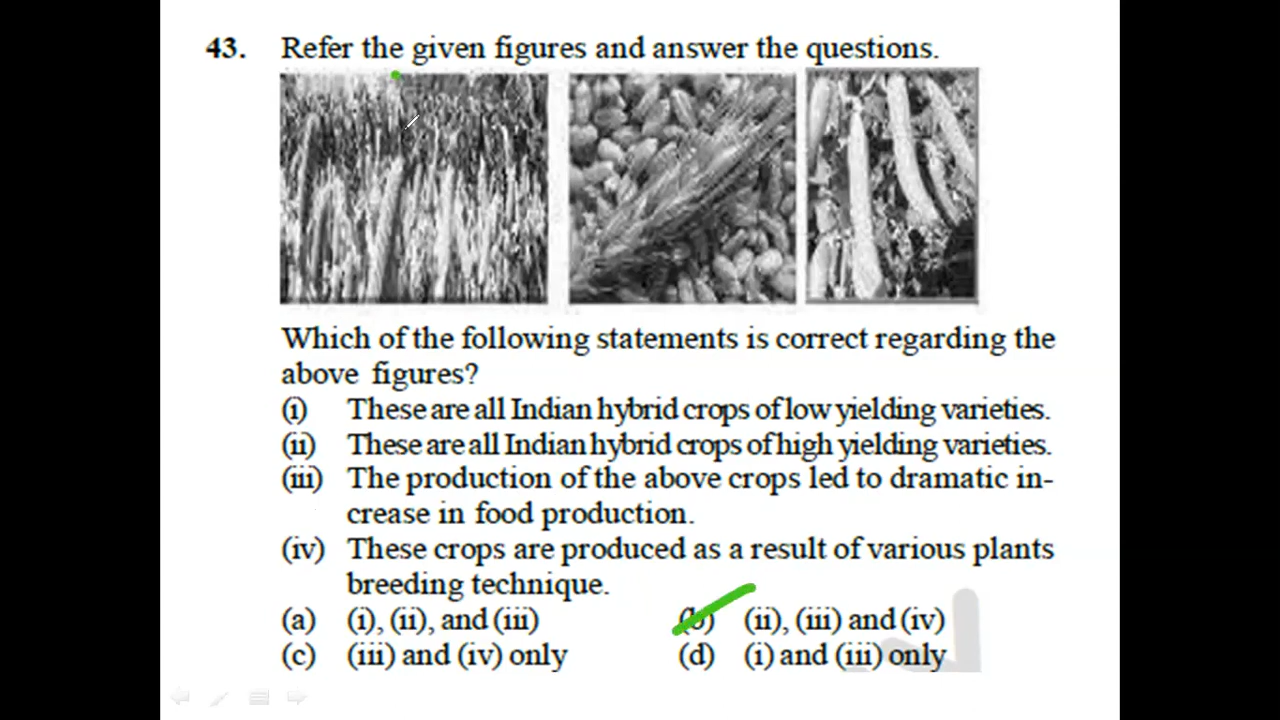 43. Refer the given figures and answer the questions.
Which of the following statements is correct regarding the
above figures?
(i) These are all Indian hybrid crops of low yielding varieties.
(ii) These are all Indian hybrid crops of high yielding varieties.
(iii) The production of the above crops led to dramatic in-
crease in food production.
(iv) These crops are produced as a result of various plants
breeding technique.
(a) (i), (ii), and (iii) (b) (ii), (iii) and (iv)
(c) (iii) and (iv) only (d) (i) and (iii) only